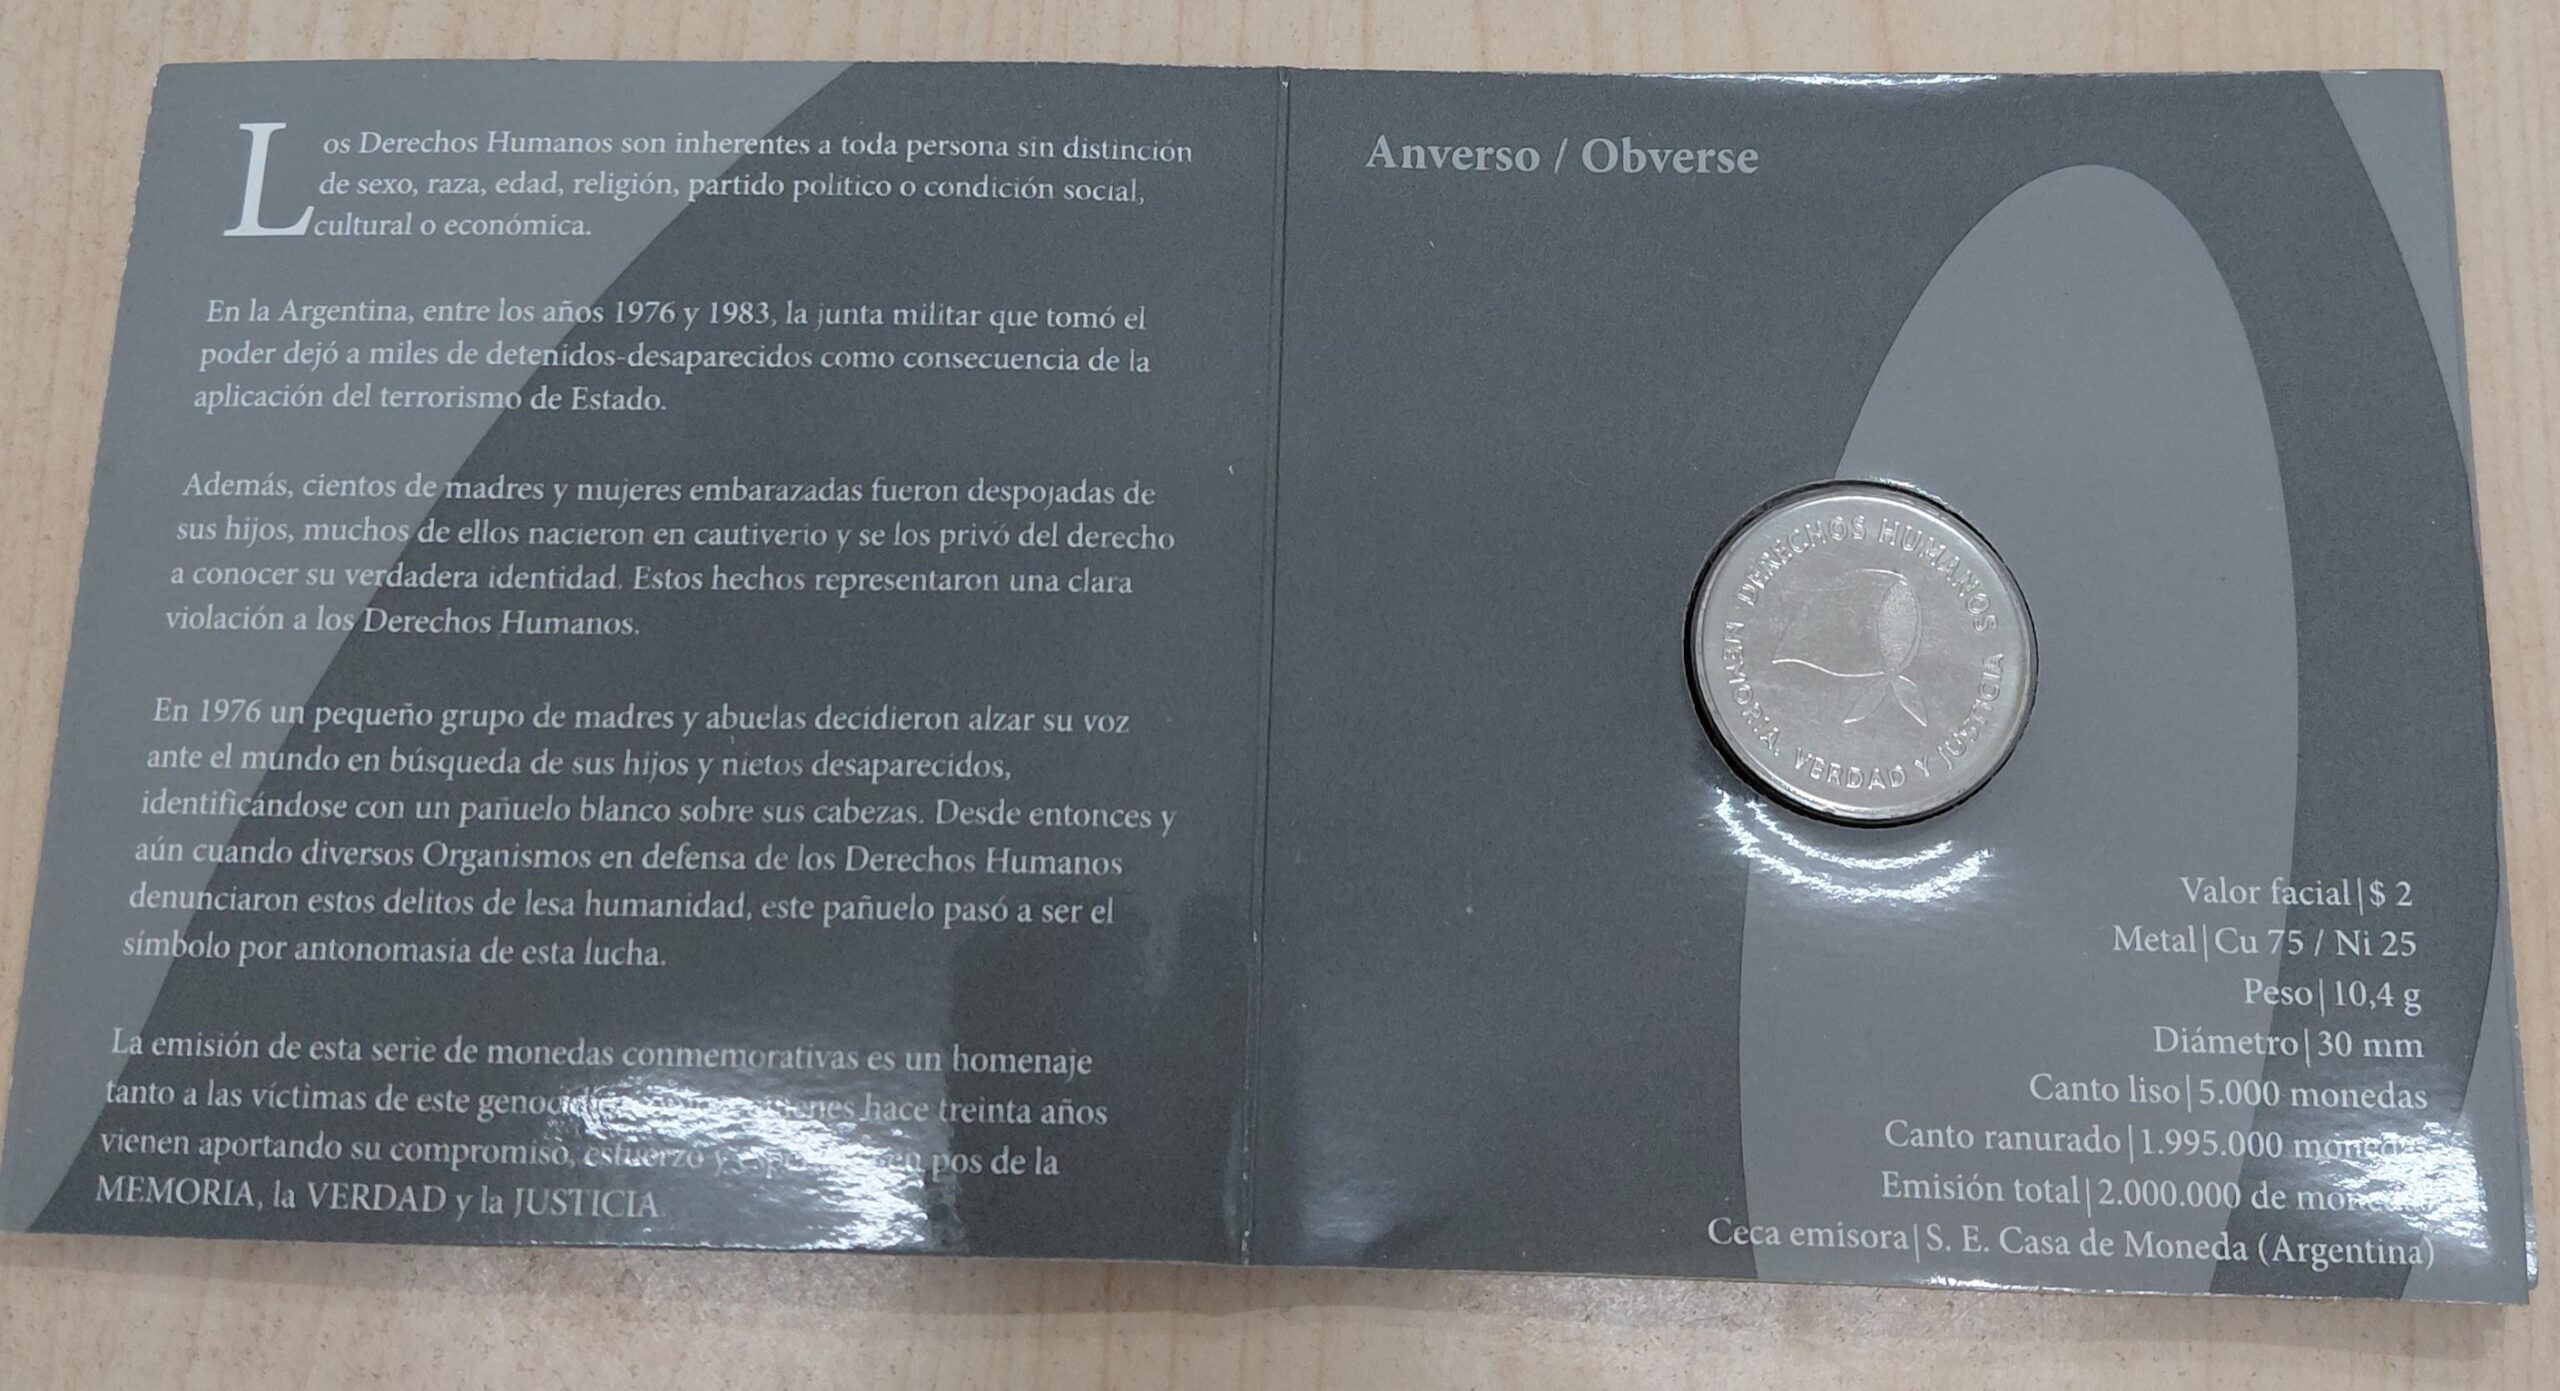 Los Derechos Humanos son inherentes a toda persona sin distinción
de sexo, raza, edad, religión, partido político o condición social,
cultural o económica.
En la Argentina, entre los años 1976 y 1983, la junta militar que tomó el
poder dejó a miles de detenidos-desaparecidos como consecuencia de la
aplicación del terrorismo de Estado.
Además, cientos de madres y mujeres embarazadas fueron despojadas de
sus hijos, muchos de ellos nacieron en cautiverio y se los privó del derecho
a conocer su verdadera identidad. Estos hechos representaron una clara
violación a los Derechos Humanos.
En 1976 un pequeño grupo de madres y abuelas decidieron alzar su voz
ante el mundo en búsqueda de sus hijos y nietos desaparecidos,
identificándose con un pañuelo blanco sobre sus cabezas. Desde entonces y
aún cuando diversos Organismos en defensa de los Derechos Humanos
denunciaron estos delitos de lesa humanidad, este pañuelo pasó a ser el
símbolo por antonomasia de esta lucha.
La emisión de esta serie de monedas conmemorativas es un homenaje
tanto a las víctimas de este hace treinta años
vienen aportando su compromiso, esfuerzo y pos de la
MEMORIA, la VERDAD y la JUSTICIA.
Anverso / Obverse
DERECHOS HUMANOS
MEMORIA, VERDAD Y JUSTICIA
Valor facial|$ 2
Metal|Cu 75 / Ni 25
Peso|10,4 g
Diámetro|30 mm
Canto liso|5.000 monedas
Canto ranurado|1.995.000 monedas
Emisión total|2.000.000 de monedas
Ceca emisora|S. E. Casa de Moneda (Argentina)